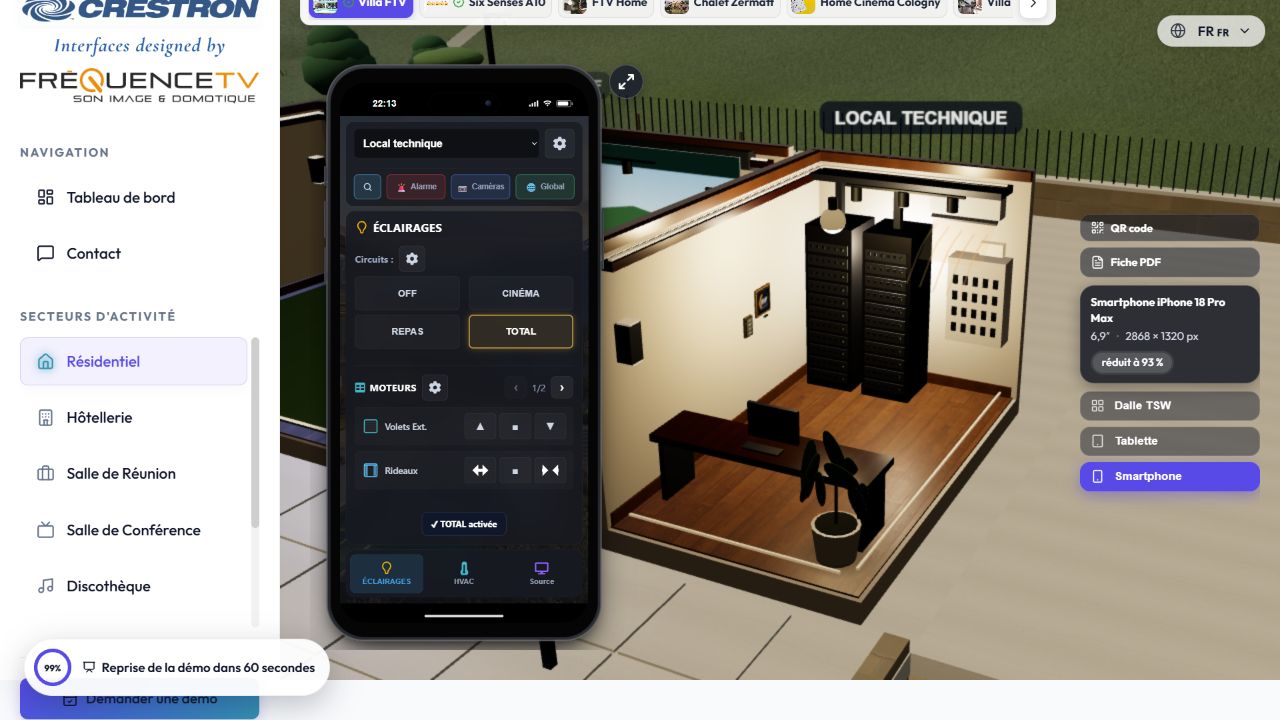 CRESTRON
Interfaces designed by
FRÉQUENCETV
SON IMAGE & DOMOTIQUE
NAVIGATION
Tableau de bord
Contact
SECTEURS D'ACTIVITÉ
Résidentiel
Hôtellerie
Salle de Réunion
Salle de Conférence
Discothèque
99%
Reprise de la démo dans 60 secondes
Demander une démo
Villa FTV
Six Senses A10
FTV Home
Chalet Zermatt
Home Cinema Cologny
Villa
FR FR
22:13
Local technique
Alarme
Caméras
Global
ÉCLAIRAGES
Circuits :
OFF
CINÉMA
REPAS
TOTAL
MOTEURS
1/2
Volets Ext.
Rideaux
✓ TOTAL activée
ÉCLAIRAGES
HVAC
Source
LOCAL TECHNIQUE
QR code
Fiche PDF
Smartphone iPhone 18 Pro
Max
6,9″ · 2868 × 1320 px
réduit à 93 %
Dalle TSW
Tablette
Smartphone